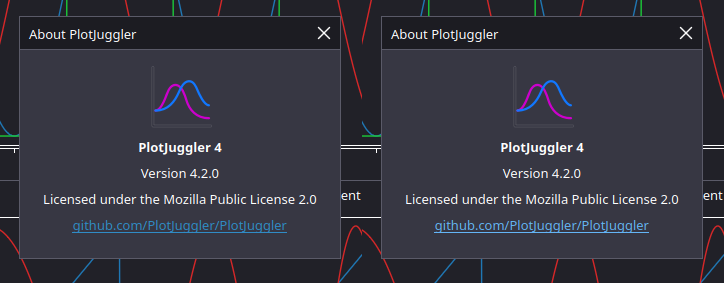 About PlotJuggler
PlotJuggler 4
Version 4.2.0
Licensed under the Mozilla Public License 2.0
github.com/PlotJuggler/PlotJuggler
ent
About PlotJuggler
PlotJuggler 4
Version 4.2.0
Licensed under the Mozilla Public License 2.0
github.com/PlotJuggler/PlotJuggler
ent